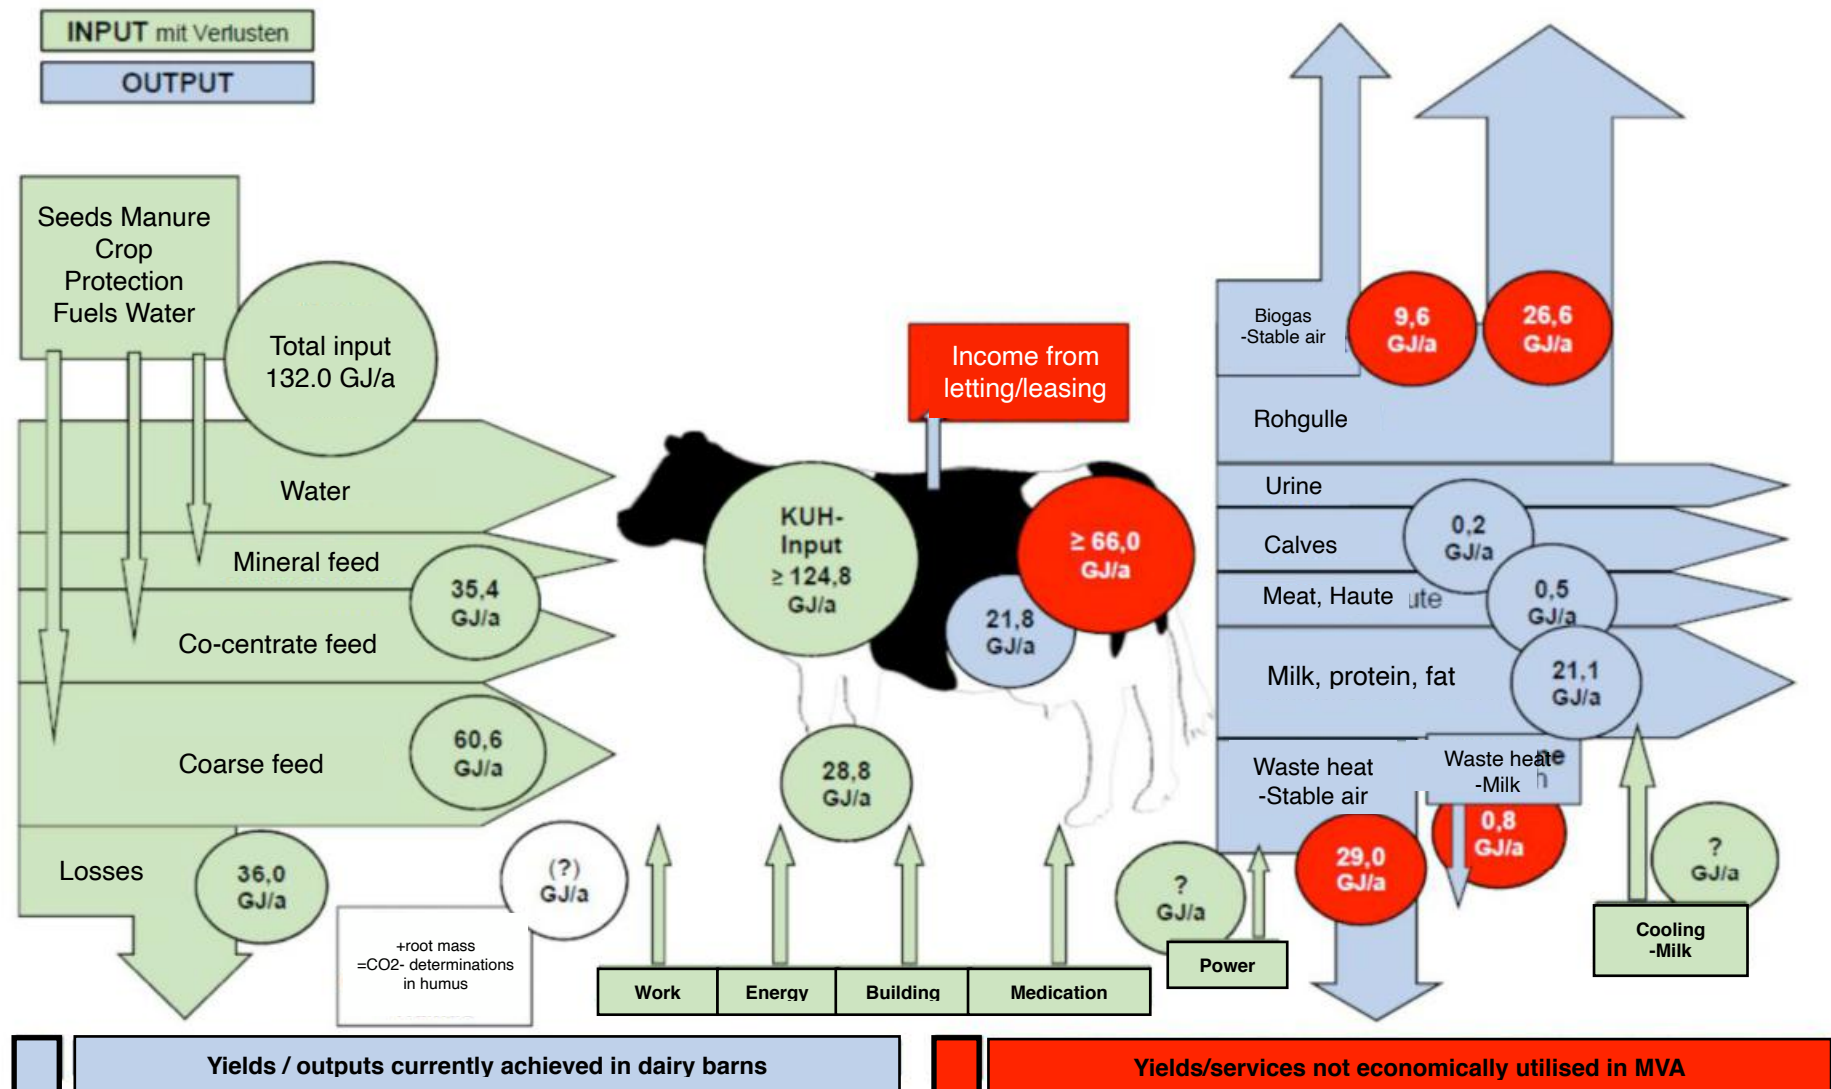 INPUT mit Verlusten
OUTPUT
Seeds Manure
Crop
Protection
Fuels Water
Total input
132.0 GJ/a
Water
Mineral feed
35,4
GJ/a
Co-centrate feed
60,6
GJ/a
Coarse feed
Losses
36,0
GJ/a
(?)
GJ/a
+root mass
=CO2- determinations
in humus
Income from
letting/leasing
KUH-
Input
≥ 124,8
GJ/a
≥ 66,0
GJ/a
21,8
GJ/a
28,8
GJ/a
Work
Energy
Building
Medication
Biogas
-Stable air
9,6
GJ/a
26,6
GJ/a
Rohgulle
Urine
Calves
0,2
GJ/a
Meat, Haute
ute
0,5
GJ/a
Milk, protein, fat
21,1
GJ/a
Waste heat
-Stable air
Waste heat
-Milk
29,0
GJ/a
0,8
GJ/a
?
GJ/a
Power
?
GJ/a
Cooling
-Milk
Yields / outputs currently achieved in dairy barns
Yields/services not economically utilised in MVA